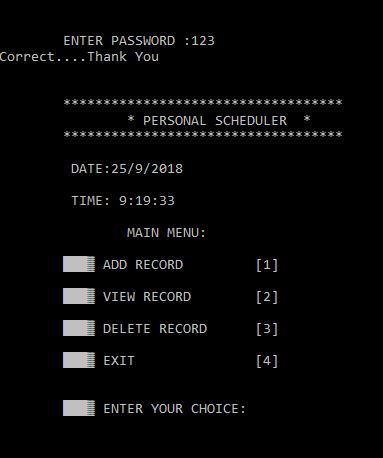 ENTER PASSWORD :123
Correct....Thank You
***********************************
* PERSONAL SCHEDULER  *
***********************************
DATE:25/9/2018
TIME: 9:19:33
MAIN MENU:
ADD RECORD [1]
VIEW RECORD [2]
DELETE RECORD [3]
EXIT [4]
ENTER YOUR CHOICE: